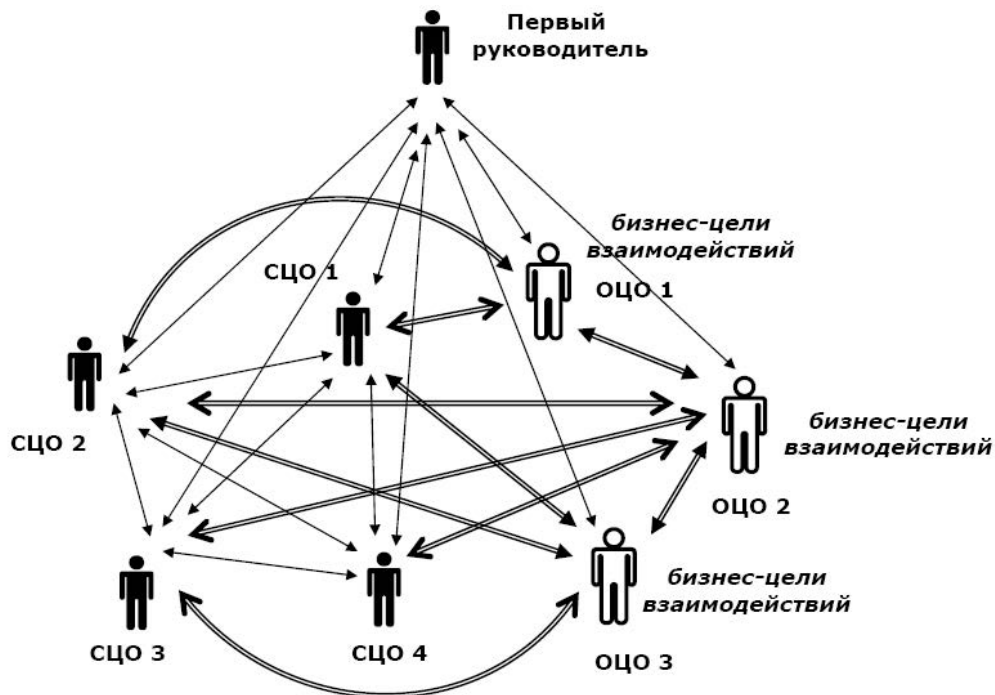 Первый
руководитель
бизнес-цели
взаимодействий
СЦО 1
ОЦО 1
СЦО 2
бизнес-цели
взаимодействий
ОЦО 2
бизнес-цели
взаимодействий
СЦО 3
СЦО 4
ОЦО 3